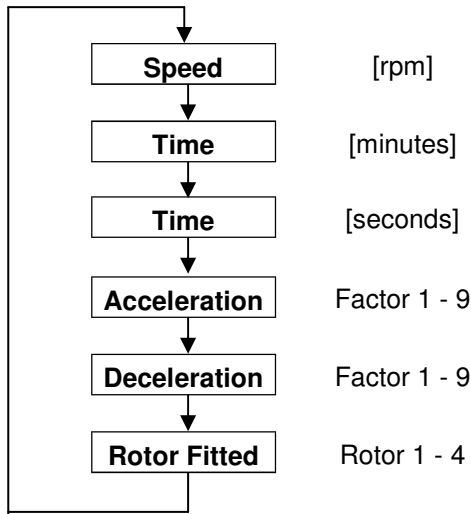 Speed [rpm]
Time [minutes]
Time [seconds]
Acceleration Factor 1 - 9
Deceleration Factor 1 - 9
Rotor Fitted Rotor 1 - 4